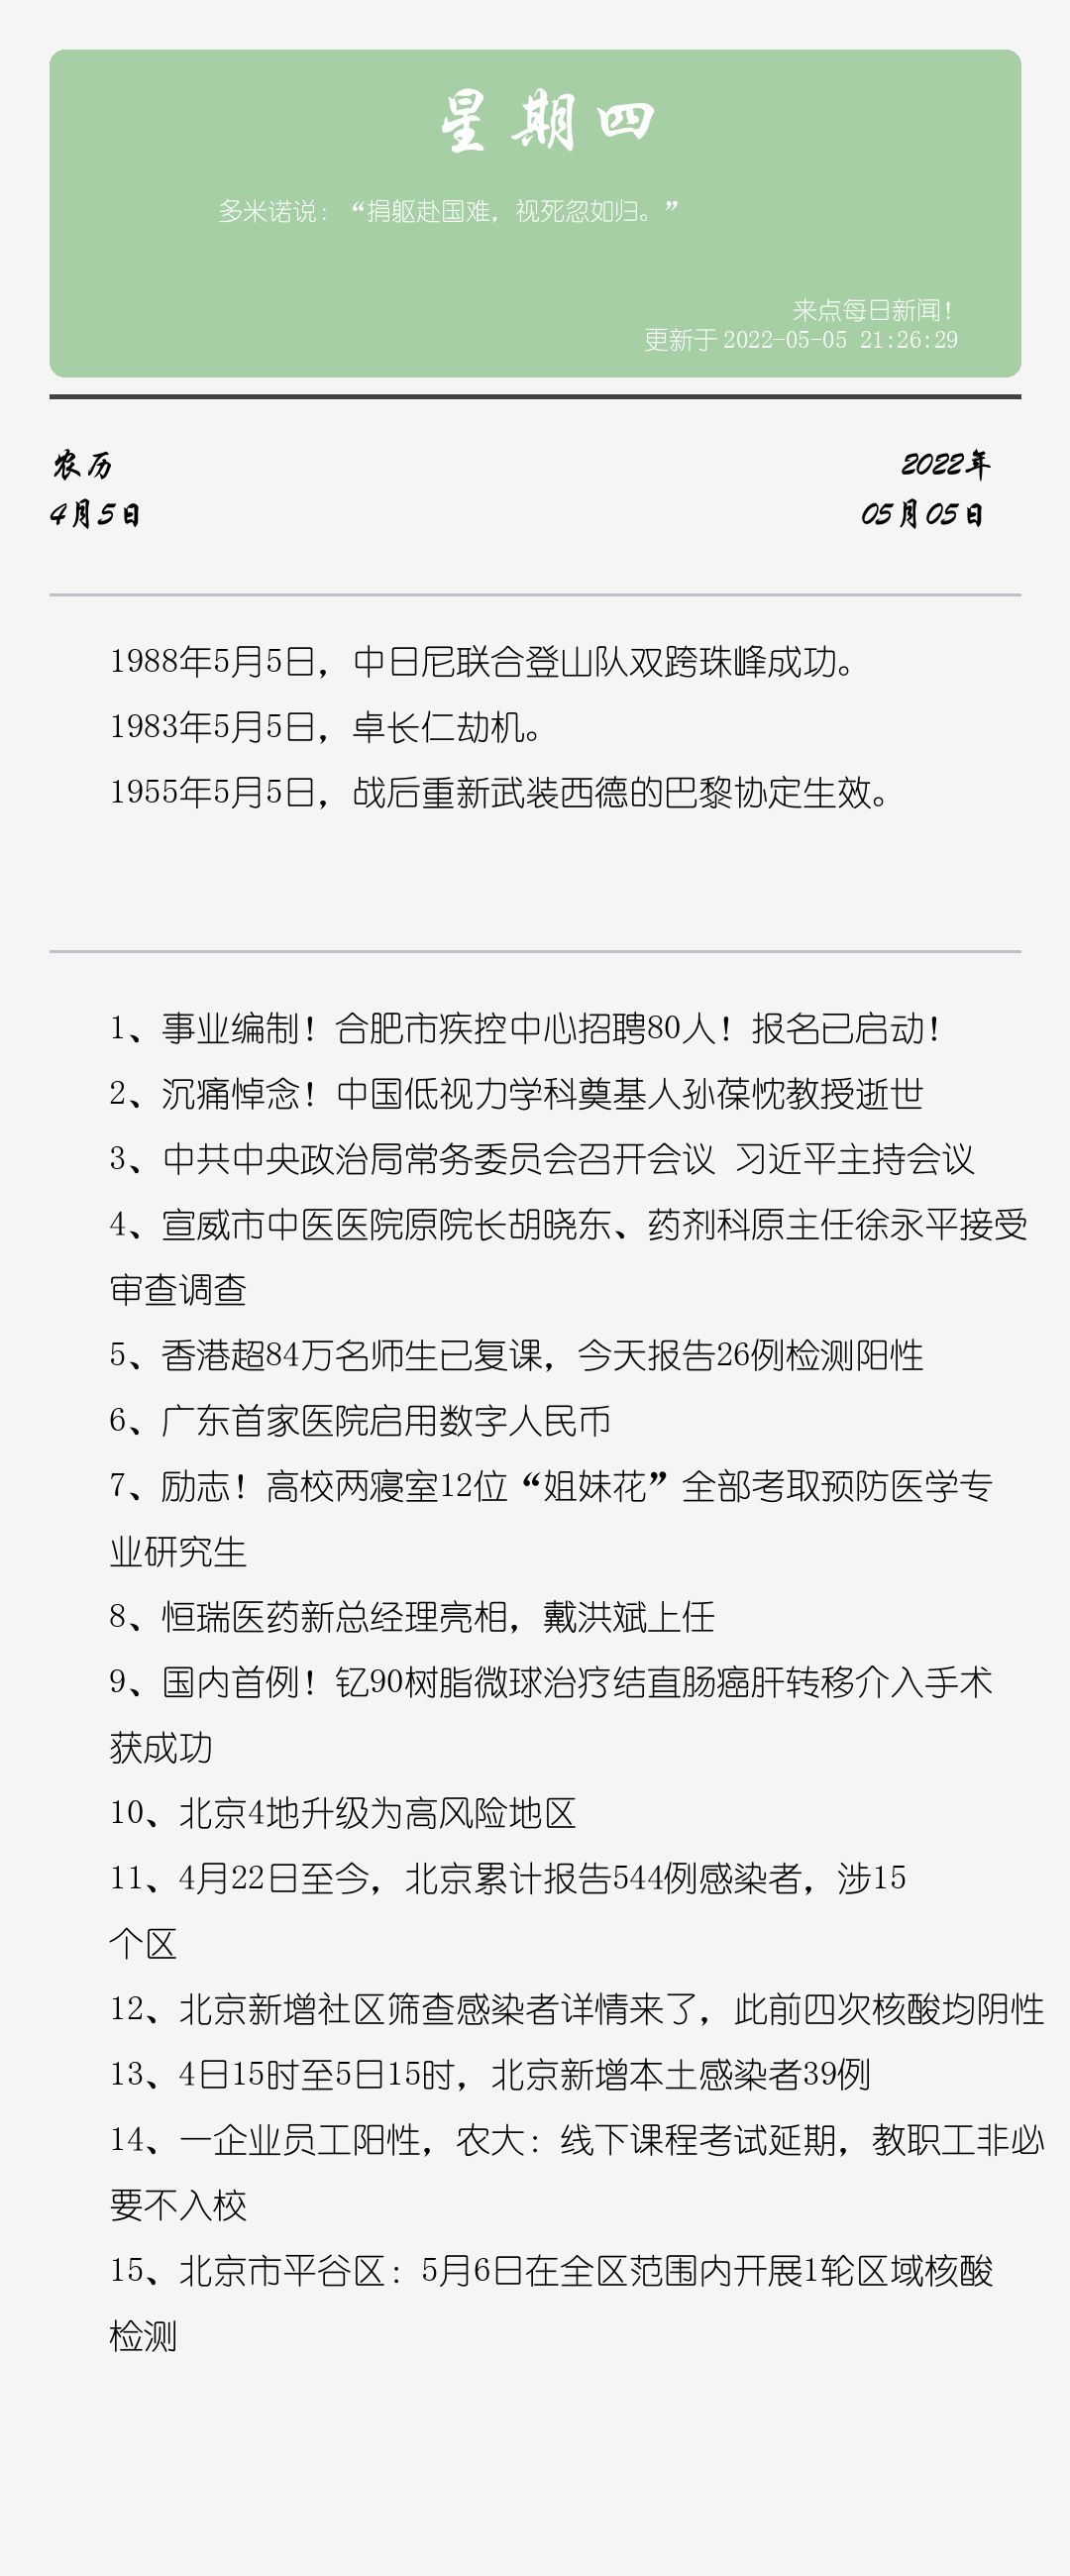 星期四
多米诺说：“捐躯赴国难，视死忽如归。”
来点每日新闻！
更新于 2022-05-05 21:26:29
农历
2022年
4月5日
05月05日
1988年5月5日，中日尼联合登山队双跨珠峰成功。
1983年5月5日，卓长仁劫机。
1955年5月5日，战后重新武装西德的巴黎协定生效。
1、事业编制！合肥市疾控中心招聘80人！报名已启动！
2、沉痛悼念！中国低视力学科奠基人孙葆忱教授逝世
3、中共中央政治局常务委员会召开会议 习近平主持会议
4、宣威市中医医院原院长胡晓东、药剂科原主任徐永平接受
审查调查
5、香港超84万名师生已复课，今天报告26例检测阳性
6、广东首家医院启用数字人民币
7、励志！高校两寝室12位“姐妹花”全部考取预防医学专
业研究生
8、恒瑞医药新总经理亮相，戴洪斌上任
9、国内首例！钇90树脂微球治疗结直肠癌肝转移介入手术
获成功
10、北京4地升级为高风险地区
11、4月22日至今，北京累计报告544例感染者，涉15
个区
12、北京新增社区筛查感染者详情来了，此前四次核酸均阴性
13、4日15时至5日15时，北京新增本土感染者39例
14、一企业员工阳性，农大：线下课程考试延期，教职工非必
要不入校
15、北京市平谷区：5月6日在全区范围内开展1轮区域核酸
检测